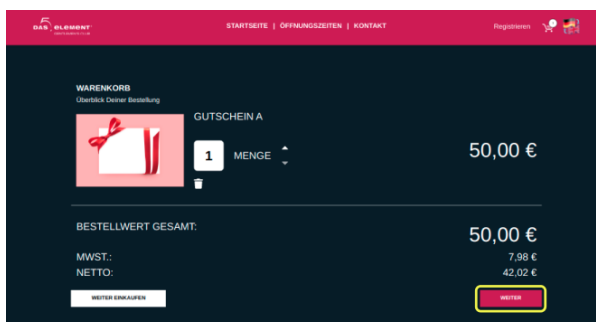 DAS 5. ELEMENT
STARTSEITE | ÖFFNUNGSZEITEN | KONTAKT
Registrieren
WARENKORB
Überblick Deiner Bestellung
GUTSCHEIN A
1 MENGE
50,00 €
BESTELLWERT GESAMT:
50,00 €
MWST.:
7,98 €
NETTO:
42,02 €
WEITER EINKAUFEN
WEITER